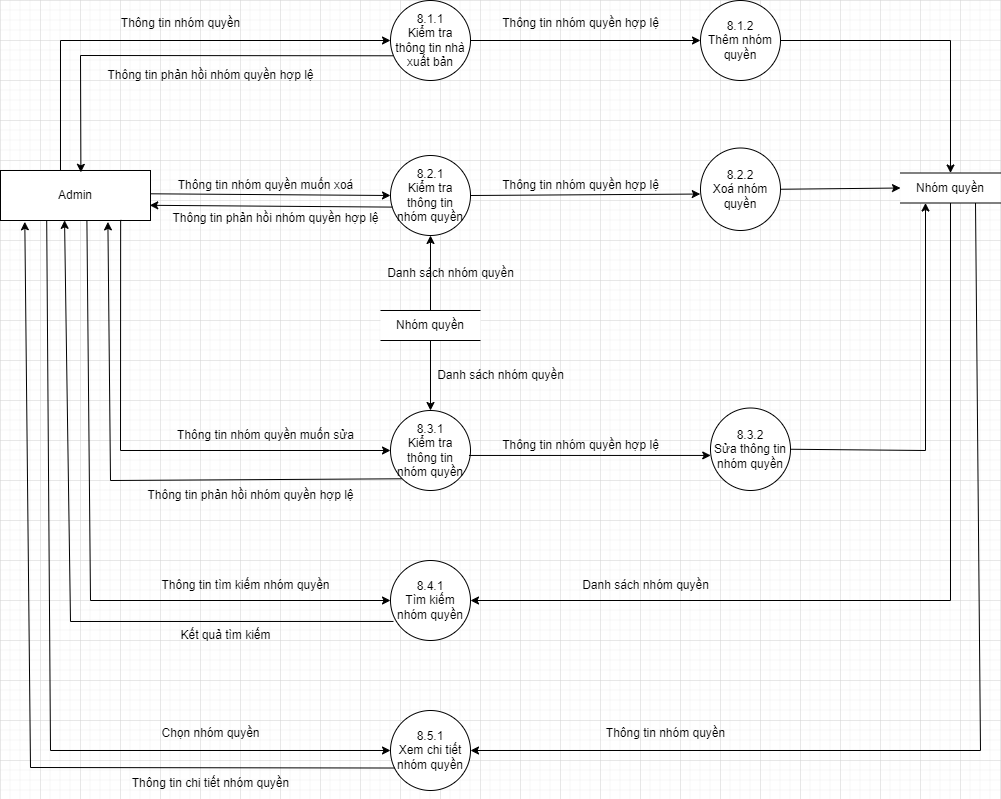 Thông tin nhóm quyền
8.1.1
Kiểm tra
thông tin nhà
xuất bản
Thông tin nhóm quyền hợp lệ
8.1.2
Thêm nhóm
quyền
Thông tin phản hồi nhóm quyền hợp lệ
Admin
Thông tin nhóm quyền muốn xoá
8.2.1
Kiểm tra
thông tin
nhóm quyền
Thông tin nhóm quyền hợp lệ
8.2.2
Xoá nhóm
quyền
Nhóm quyền
Thông tin phản hồi nhóm quyền hợp lệ
Danh sách nhóm quyền
Nhóm quyền
Danh sách nhóm quyền
Thông tin nhóm quyền muốn sửa
8.3.1
Kiểm tra
thông tin
nhóm quyền
Thông tin nhóm quyền hợp lệ
8.3.2
Sửa thông tin
nhóm quyền
Thông tin phản hồi nhóm quyền hợp lệ
Thông tin tìm kiếm nhóm quyền
8.4.1
Tìm kiếm
nhóm quyền
Danh sách nhóm quyền
Kết quả tìm kiếm
Chọn nhóm quyền
8.5.1
Xem chi tiết
nhóm quyền
Thông tin nhóm quyền
Thông tin chi tiết nhóm quyền